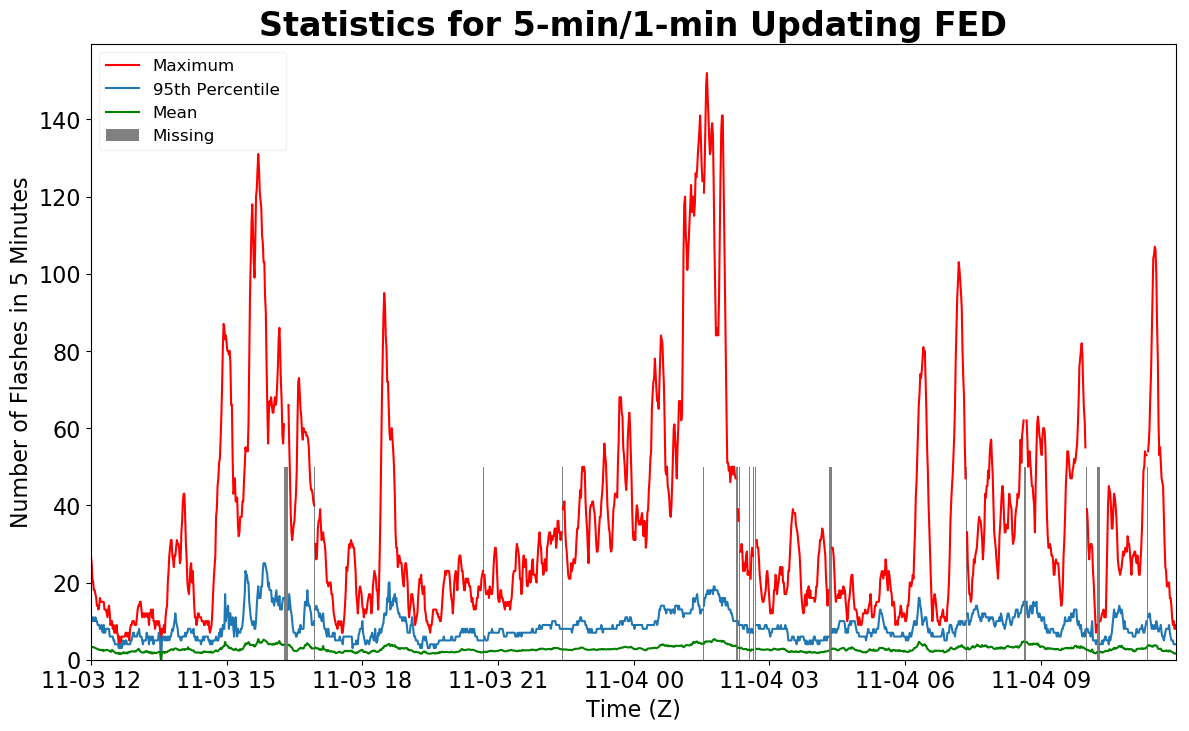 Statistics for 5-min/1-min Updating FED
Maximum
95th Percentile
Mean
Missing
Number of Flashes in 5 Minutes
140
120
100
80
60
40
20
0
11-03 12 11-03 15 11-03 18 11-03 21 11-04 00 11-04 03 11-04 06 11-04 09
Time (Z)